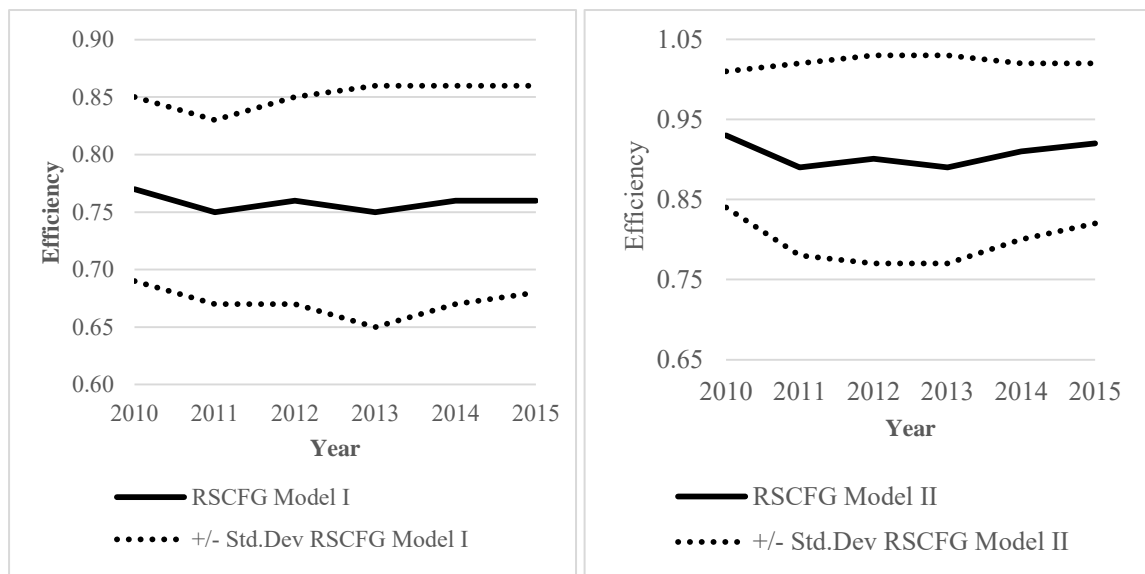 0.90
0.85
0.80
0.75
0.70
0.65
0.60
Efficiency
2010 2011 2012 2013 2014 2015
Year
RSCFG Model I
+/- Std.Dev RSCFG Model I
1.05
0.95
0.85
0.75
0.65
Efficiency
2010 2011 2012 2013 2014 2015
Year
RSCFG Model II
+/- Std.Dev RSCFG Model II